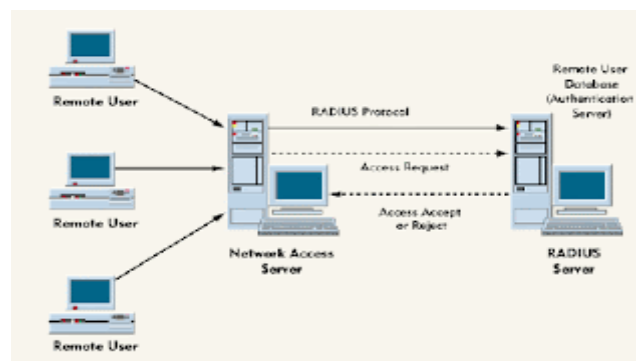 Remote User
Remote User
Remote User
RADIUS Protocol
Access Request
Access Accept
or Reject
Network Access
Server
Remote User
Database
(Authentication
Server)
RADIUS
Server